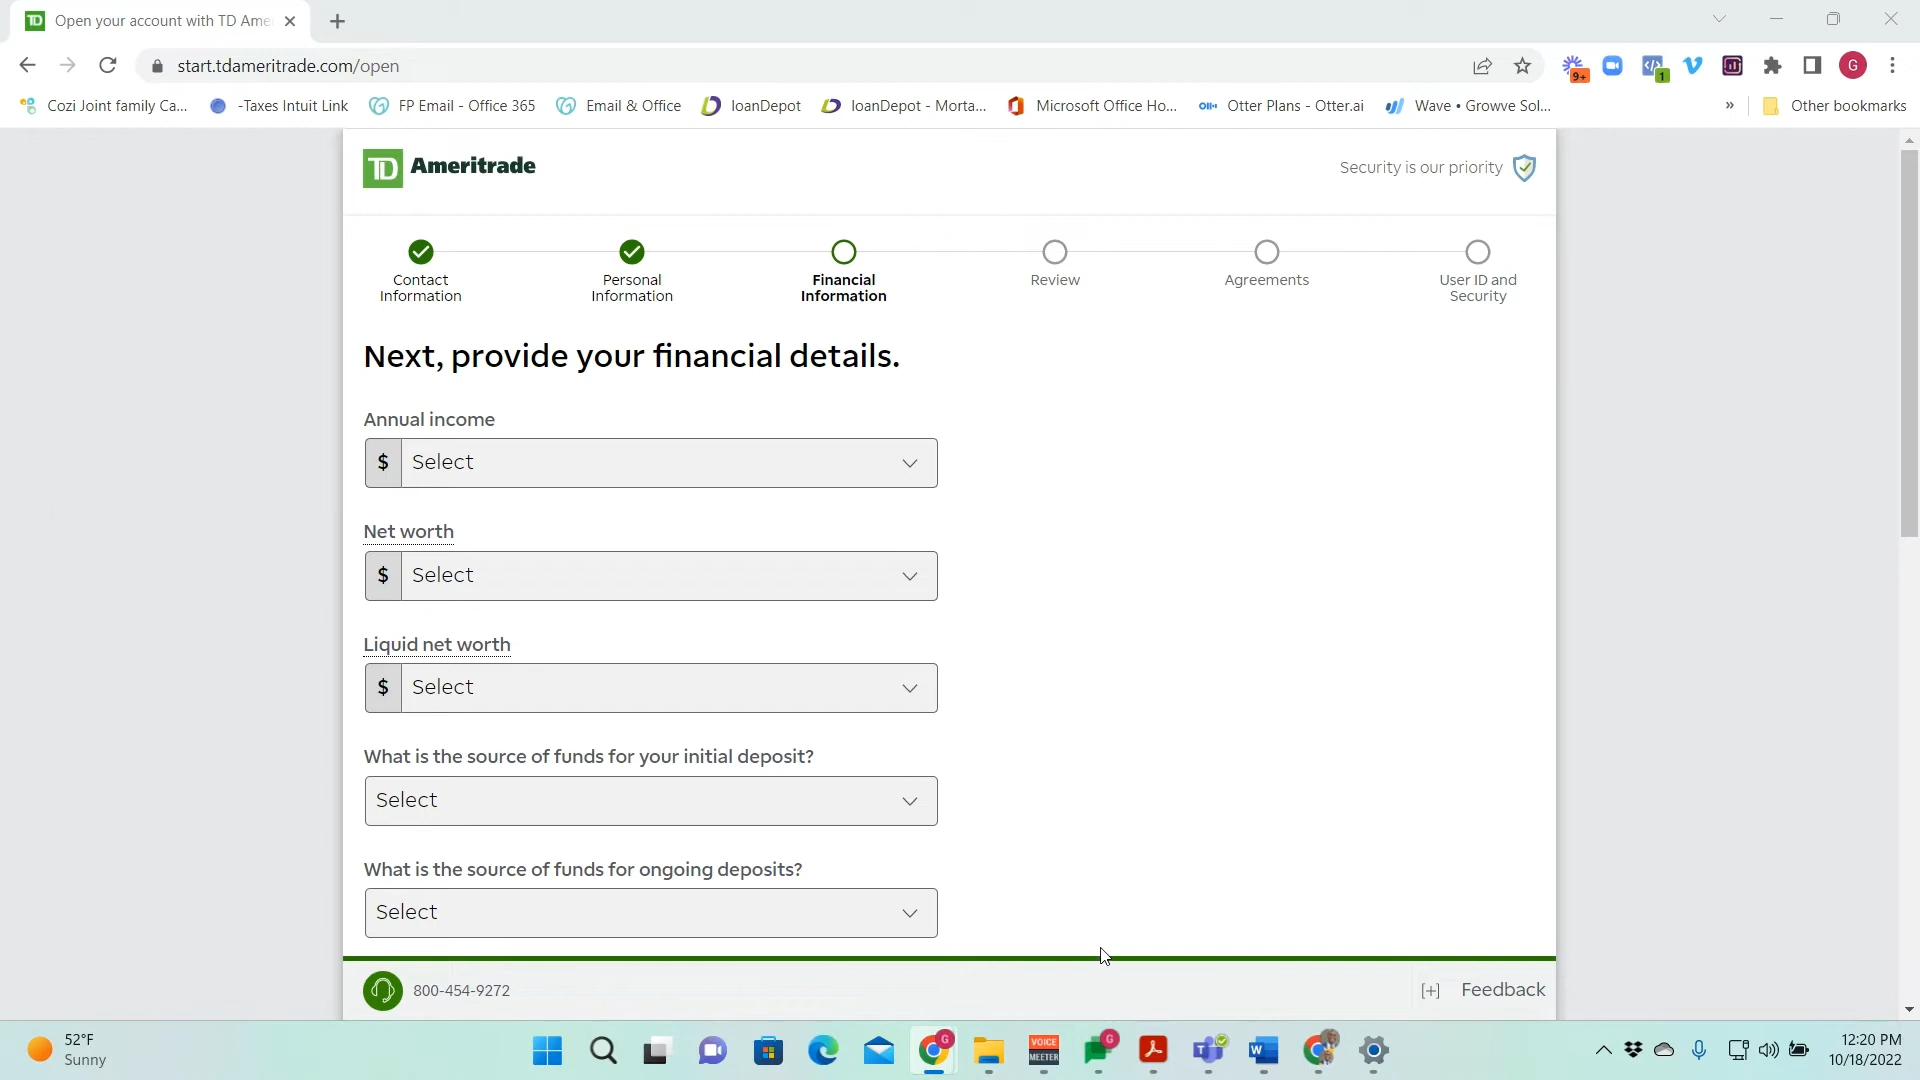 Open your account with TD Ame
start.tdameritrade.com/open
9+
1
G
Cozi Joint family Ca...
-Taxes Intuit Link
FP Email - Office 365
Email & Office
loanDepot
loanDepot - Morta...
Microsoft Office Ho...
Otter Plans - Otter.ai
Wave • Growve Sol...
»
Other bookmarks
TD Ameritrade
Security is our priority
Contact
Information
Personal
Information
Financial
Information
Review
Agreements
User ID and
Security
Next, provide your financial details.
Annual income
$ Select
Net worth
$ Select
Liquid net worth
$ Select
What is the source of funds for your initial deposit?
Select
What is the source of funds for ongoing deposits?
Select
800-454-9272
[+] Feedback
52°F
Sunny
G
VOICE
MEETER
G
12:20 PM
10/18/2022